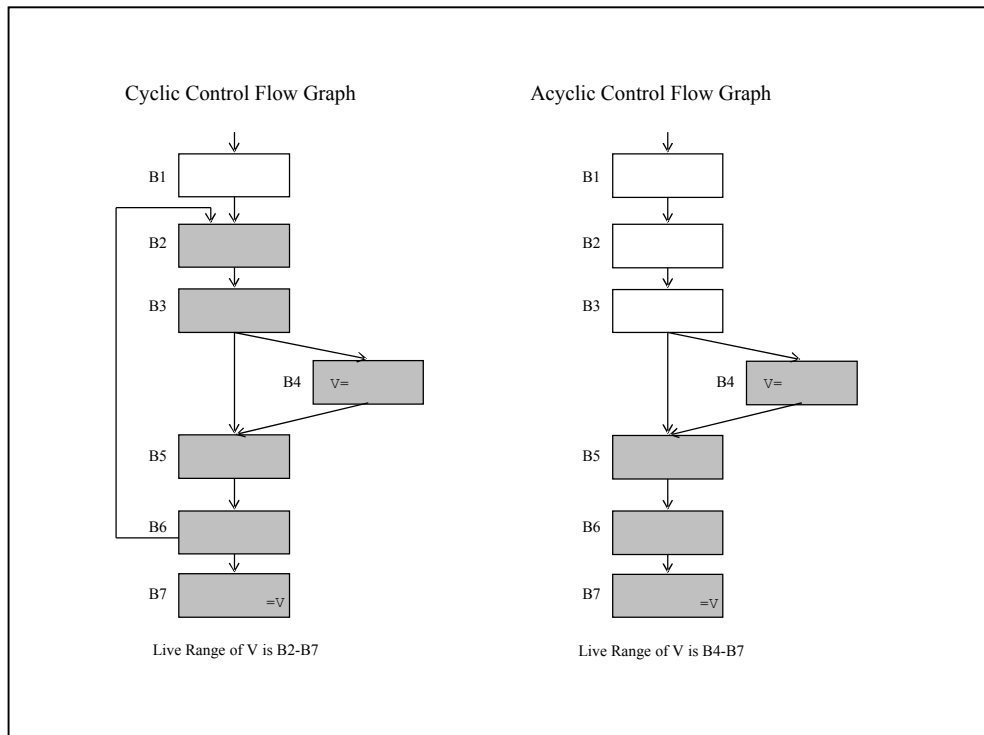 Cyclic Control Flow Graph
B1
B2
B3
B4
V=
B5
B6
B7
=V
Live Range of V is B2-B7
Acyclic Control Flow Graph
B1
B2
B3
B4
V=
B5
B6
B7
=V
Live Range of V is B4-B7